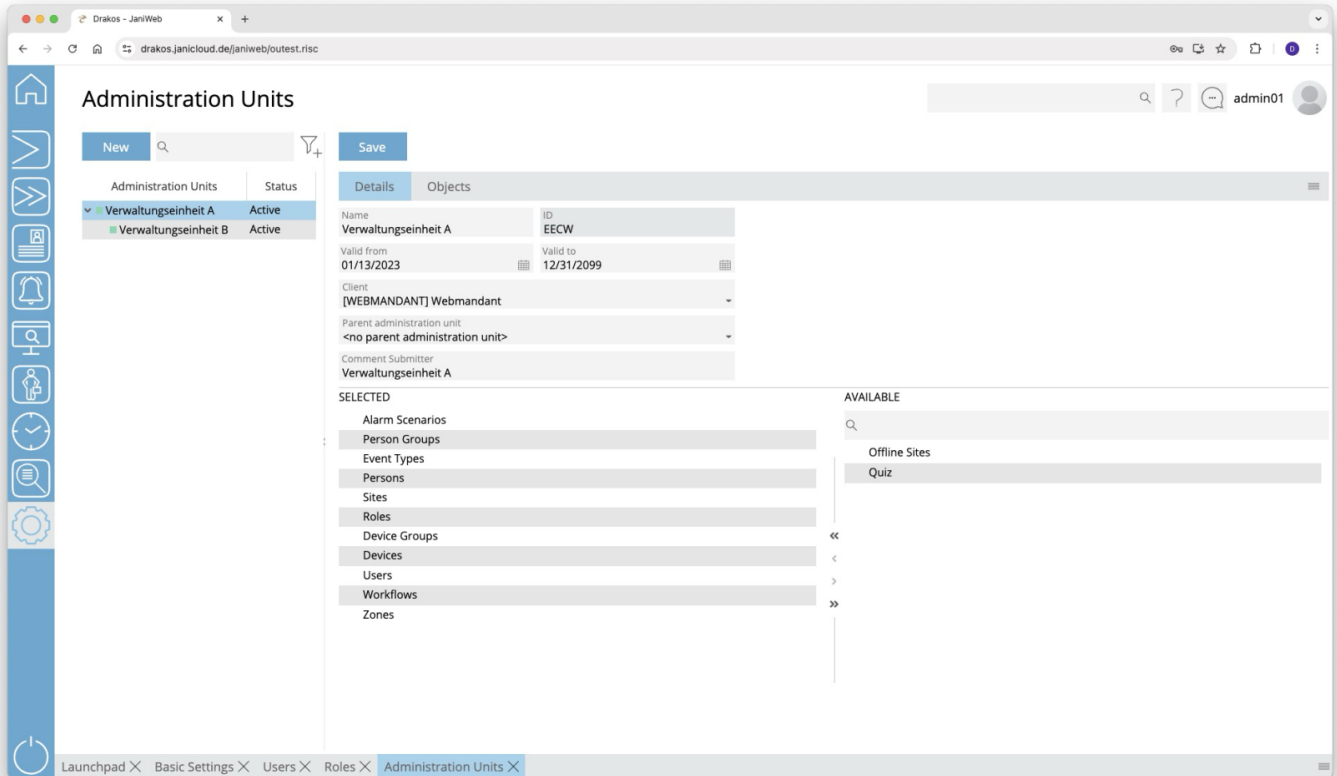 Drakos - JaniWeb
drakos.janicloud.de/janiweb/outest.risc
D
Administration Units
admin01
New
Save
Administration Units Status
Verwaltungseinheit A Active
Verwaltungseinheit B Active
Details Objects
Name ID
Verwaltungseinheit A EECW
Valid from Valid to
01/13/2023 12/31/2099
Client
[WEBMANDANT] Webmandant
Parent administration unit
<no parent administration unit>
Comment Submitter
Verwaltungseinheit A
SELECTED
Alarm Scenarios
Person Groups
Event Types
Persons
Sites
Roles
Device Groups
Devices
Users
Workflows
Zones
AVAILABLE
Offline Sites
Quiz
Launchpad Basic Settings Users Roles Administration Units